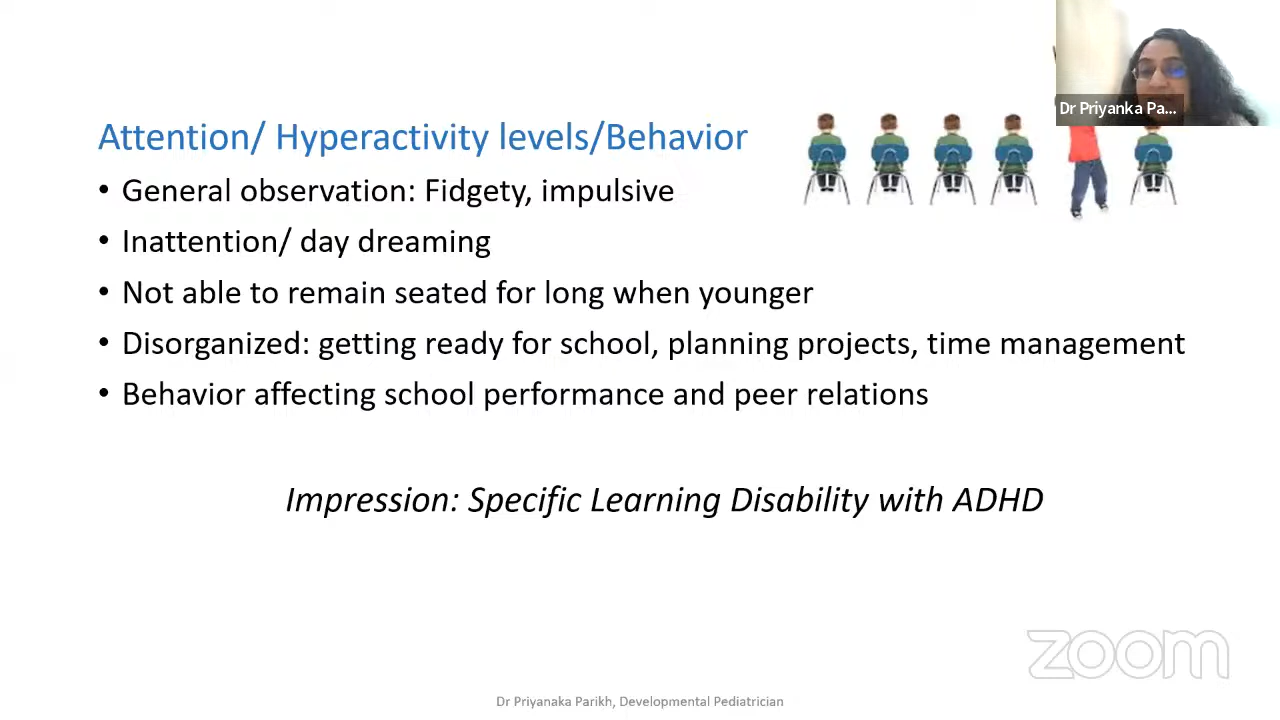 Dr Priyanka Pa...
Attention/ Hyperactivity levels/Behavior
• General observation: Fidgety, impulsive
• Inattention/ day dreaming
• Not able to remain seated for long when younger
• Disorganized: getting ready for school, planning projects, time management
• Behavior affecting school performance and peer relations
Impression: Specific Learning Disability with ADHD
zoom
Dr Priyanaka Parikh, Developmental Pediatrician